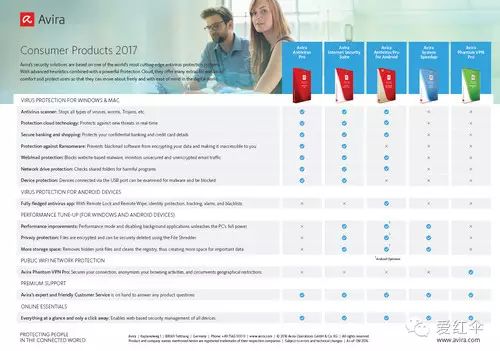 Avira
Consumer Products 2017
Avira's security solutions are based on one of the world's most cutting-edge antivirus protection systems.
With advanced heuristics combined with a powerful Protection Cloud, they offer many extra
comfort and protect users so that they can move about freely and with ease of mind in the digital world.
Avira
Antivirus
Pro
Avira
Internet Security
Suite
Avira
Antivirus Pro
for Android
Avira
System
Speedup
Avira
Phantom VPN
Pro
VIRUS PROTECTION FOR WINDOWS & MAC
Antivirus scanner: Stops all types of viruses, worms, Trojans, etc.
Protection cloud technology: Protects against new threats in real-time
Secure banking and shopping: Protects your confidential banking and credit card details
Protection against Ransomware: Prevents blackmail software from encrypting your data and making it inaccessible to you
Webmail protection: Blocks website-based malware, monitors unsecured and unencrypted email traffic
Network drive protection: Checks shared folders for harmful programs
Device protection: Devices connected via the USB port can be examined for malware and be blocked
VIRUS PROTECTION FOR ANDROID DEVICES
Fully fledged antivirus app: With Remote Lock and Remote Wipe, identity protection, tracking, alarms, and blacklists
PERFORMANCE TUNE-UP (FOR WINDOWS AND ANDROID DEVICES)
Performance improvements: Performance mode and disabling background applications unleashes the PC's full power
Privacy protection: Files are encrypted and can be securely deleted using the File Shredder
More storage space: Removes hidden junk files and cleans the registry, thus creating more space for important data
Android Optimizer
PUBLIC WIFI NETWORK PROTECTION
Avira Phantom VPN Pro: Secures your connection, anonymizes your browsing activities, and circumvents geographical restrictions
PREMIUM SUPPORT
Avira's expert and friendly Customer Service is on hand to answer any product questions
ONLINE ESSENTIALS
Everything at a glance and only a click away: Enables web-based security management of all devices
PROTECTING PEOPLE
IN THE CONNECTED WORLD
Avira | Kaplaneiweg 1 | 88069 Tettnang | Germany | www.avira.com | © 2016 Avira Operations GmbH & Co. KG | All rights reserved
Product and company names mentioned herein are registered trademarks of their respective companies. | Subject to errors and technical changes
爱红伞